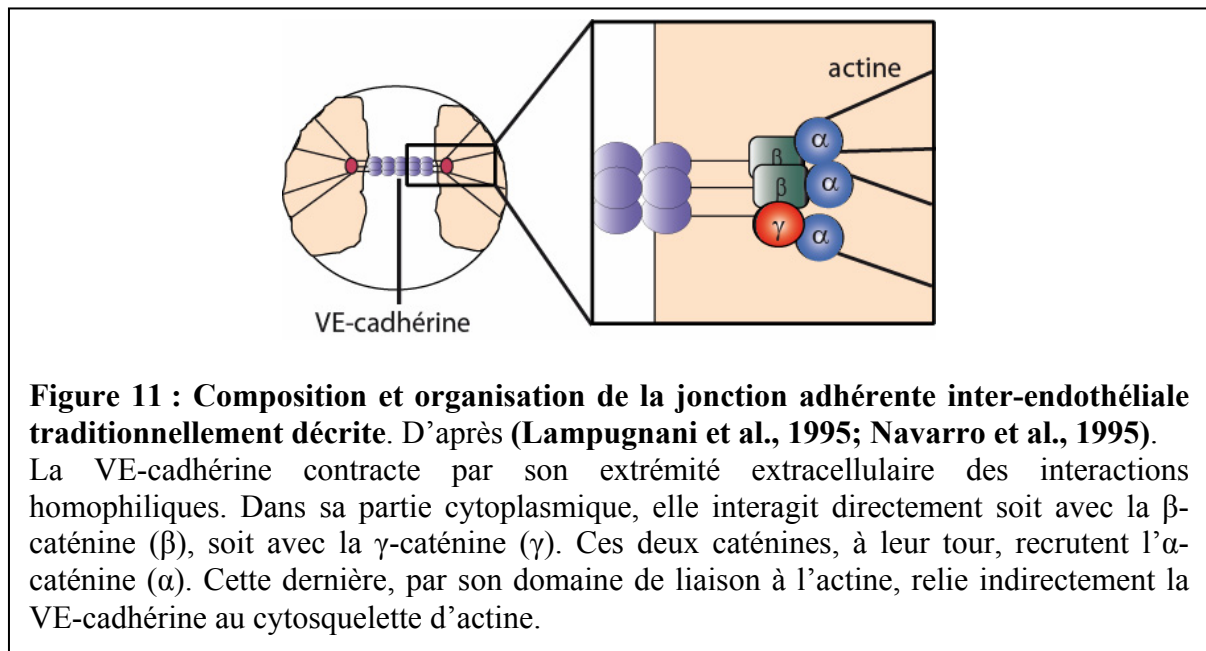 actine
α
β
α
β
γ
α
VE-cadhérine
Figure 11 : Composition et organisation de la jonction adhérente inter-endothéliale
traditionnellement décrite. D’après (Lampugnani et al., 1995; Navarro et al., 1995).
La VE-cadhérine contracte par son extrémité extracellulaire des interactions
homophiliques. Dans sa partie cytoplasmique, elle interagit directement soit avec la β-
caténine (β), soit avec la γ-caténine (γ). Ces deux caténines, à leur tour, recrutent l’α-
caténine (α). Cette dernière, par son domaine de liaison à l’actine, relie indirectement la
VE-cadhérine au cytosquelette d’actine.